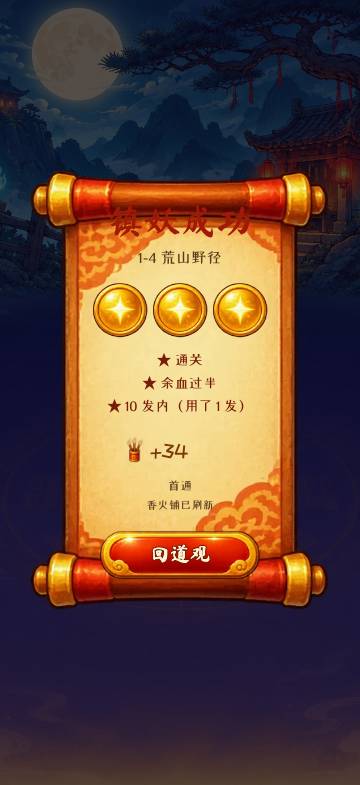 镇妖成功
1-4 荒山野径
★ 通关
★ 余血过半
★ 10 发内（用了1发）
+34
首通
香火铺已刷新
回道观